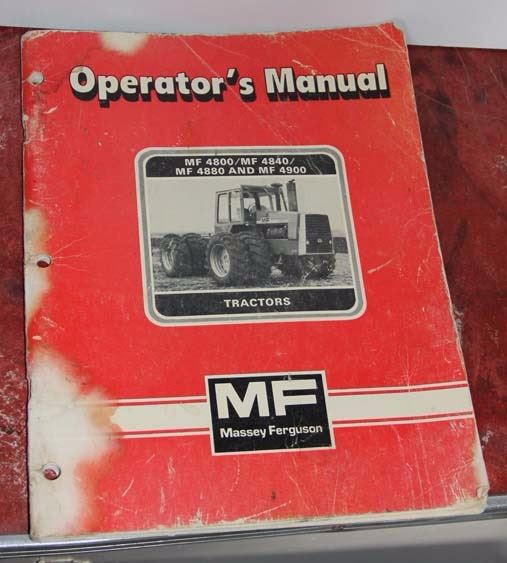 Operator's Manual
MF 4800/MF 4840/
MF 4880 AND MF 4900
TRACTORS
MF
Massey Ferguson